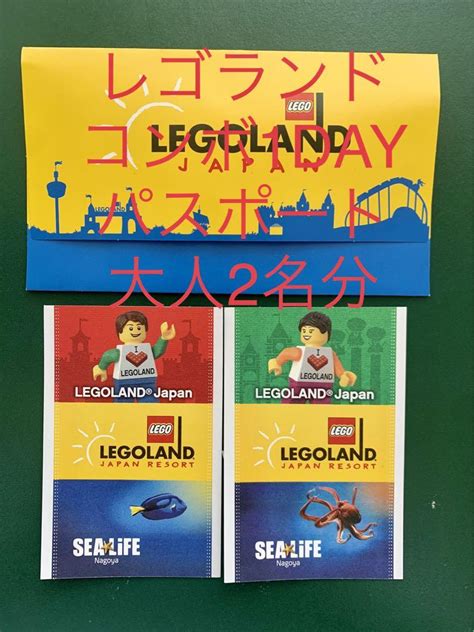 レゴランド
コンボ1DAY
パスポート
大人2名分
LEGO
LEGOLAND
JAPAN
LEGOLAND
I
LEGOLAND
LEGOLAND® Japan
LEGO
LEGOLAND
JAPAN RESORT
SEA LiFE
Nagoya
I
LEGOLAND
LEGOLAND® Japan
LEGO
LEGOLAND
JAPAN RESORT
SEA LiFE
Nagoya